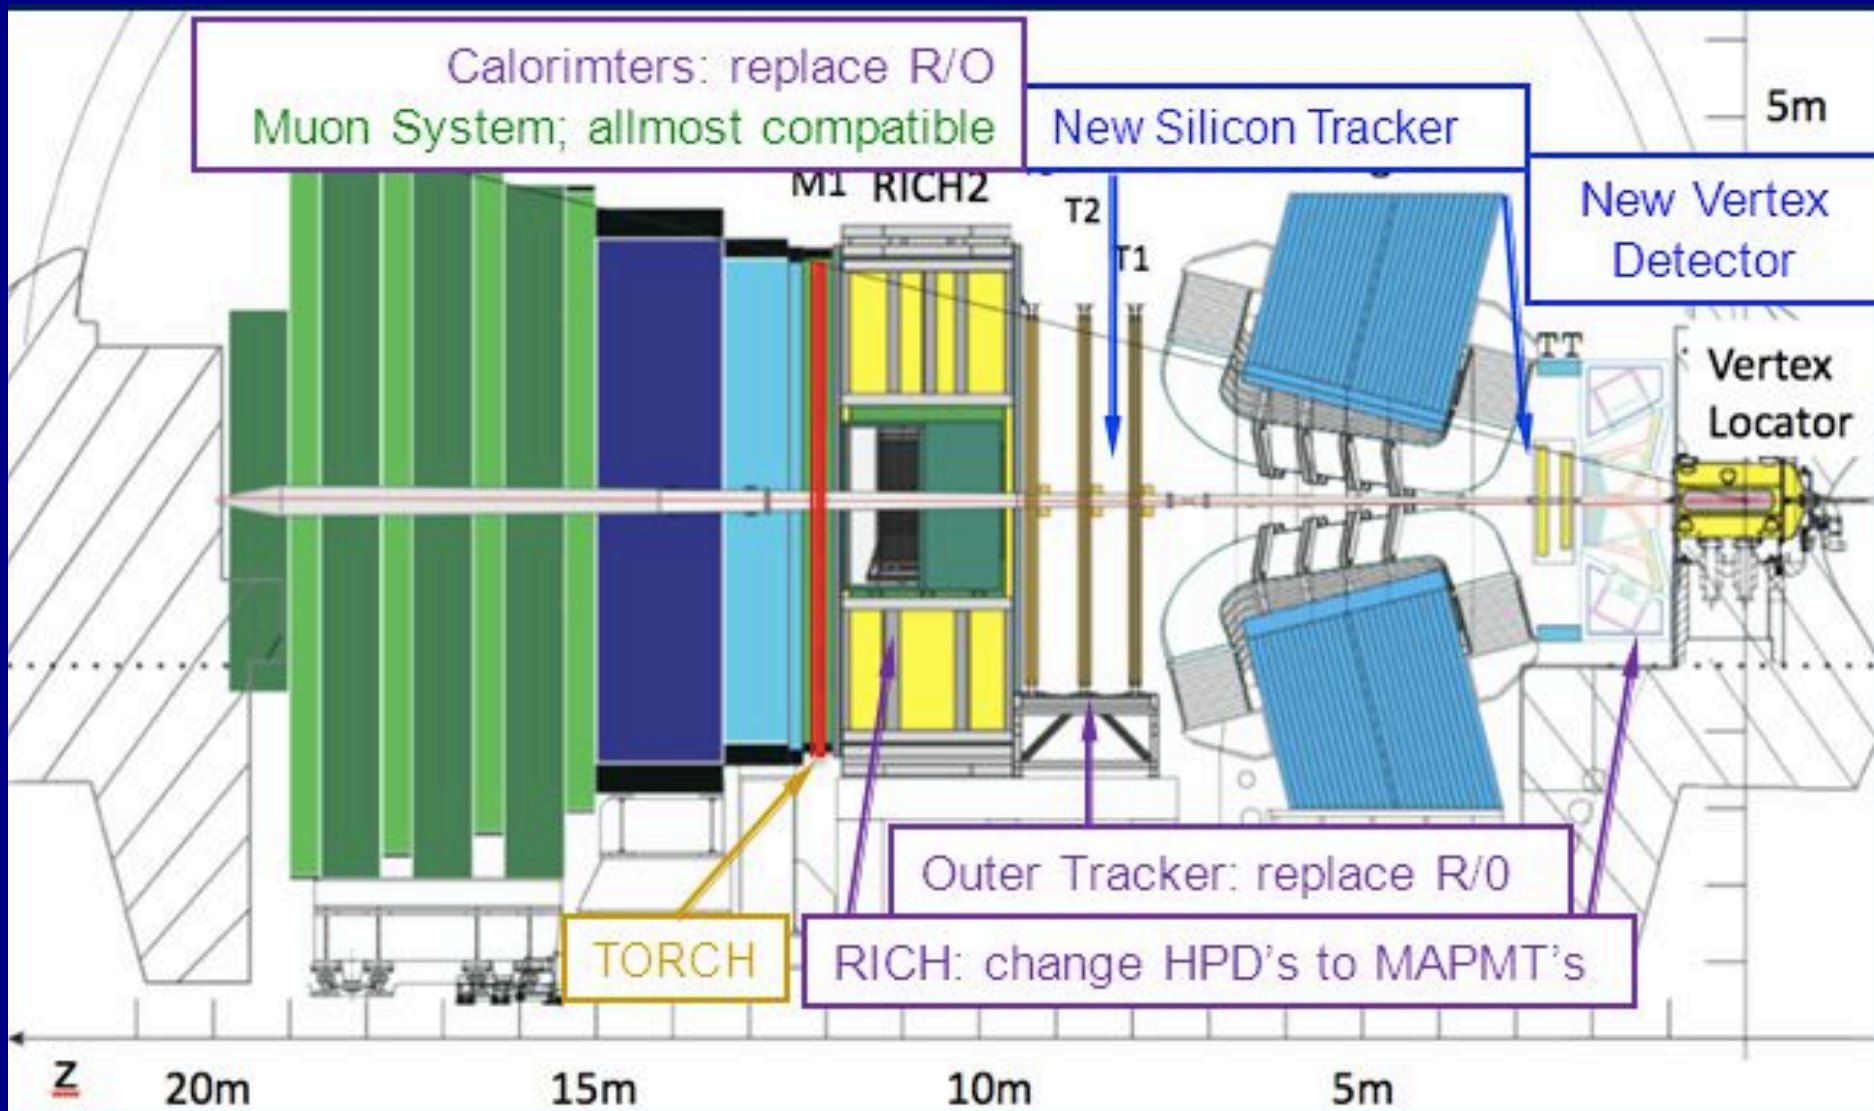 Calorimters: replace R/O
Muon System; allmost compatible
New Silicon Tracker
5m
New Vertex
Detector
M1 RICH2
T2
T1
TT
Vertex
Locator
Outer Tracker: replace R/0
TORCH
RICH: change HPD's to MAPMT's
z
20m
15m
10m
5m